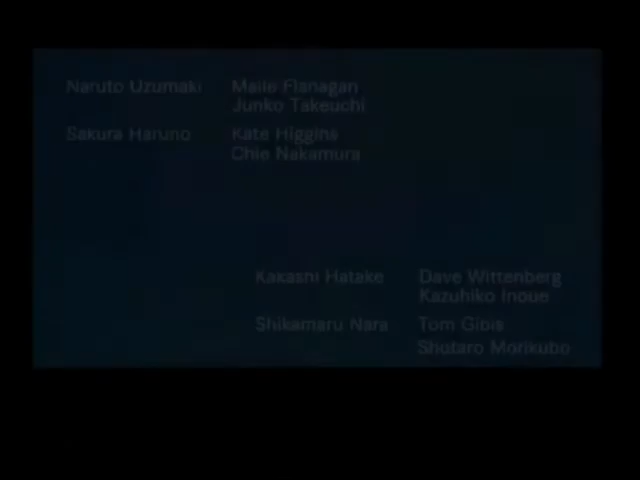 Naruto Uzumaki Maile Flanagan
Junko Takeuchi
Sakura Haruno Kate Higgins
Chie Nakamura
Kakashi Hatake Dave Wittenberg
Kazuhiko Inoue
Shikamaru Nara Tom Gibis
Shotaro Morikubo